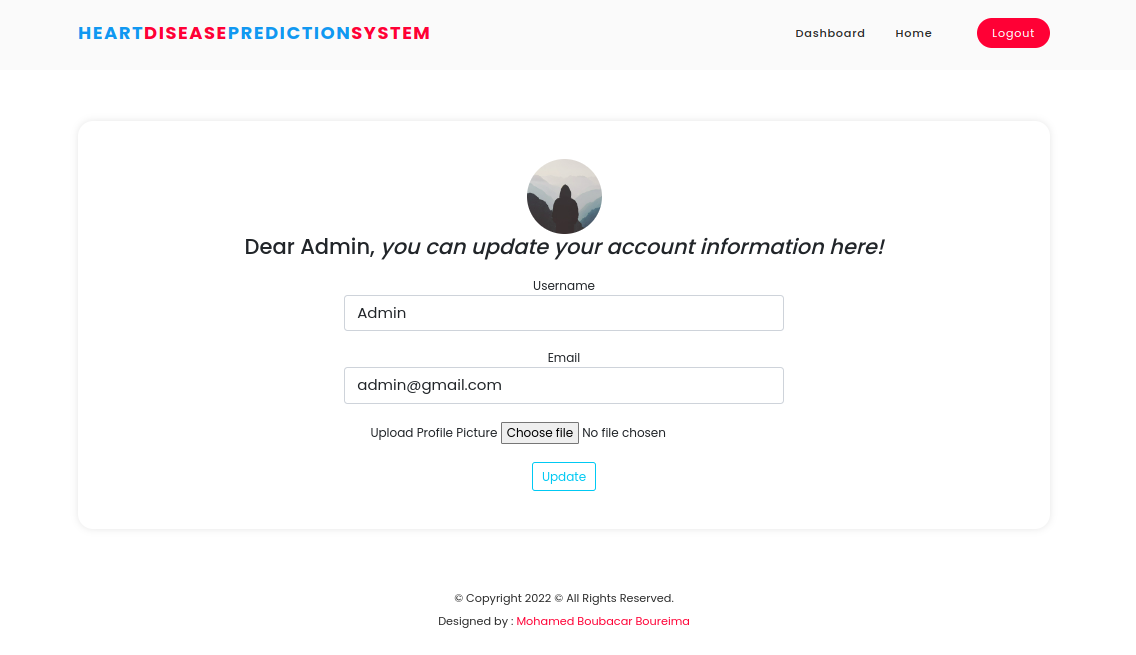 HEARTDISEASEPREDICTIONSYSTEM
Dashboard Home Logout
Dear Admin, you can update your account information here!
Username
Admin
Email
admin@gmail.com
Upload Profile Picture Choose file No file chosen
Update
© Copyright 2022 © All Rights Reserved.
Designed by : Mohamed Boubacar Boureima